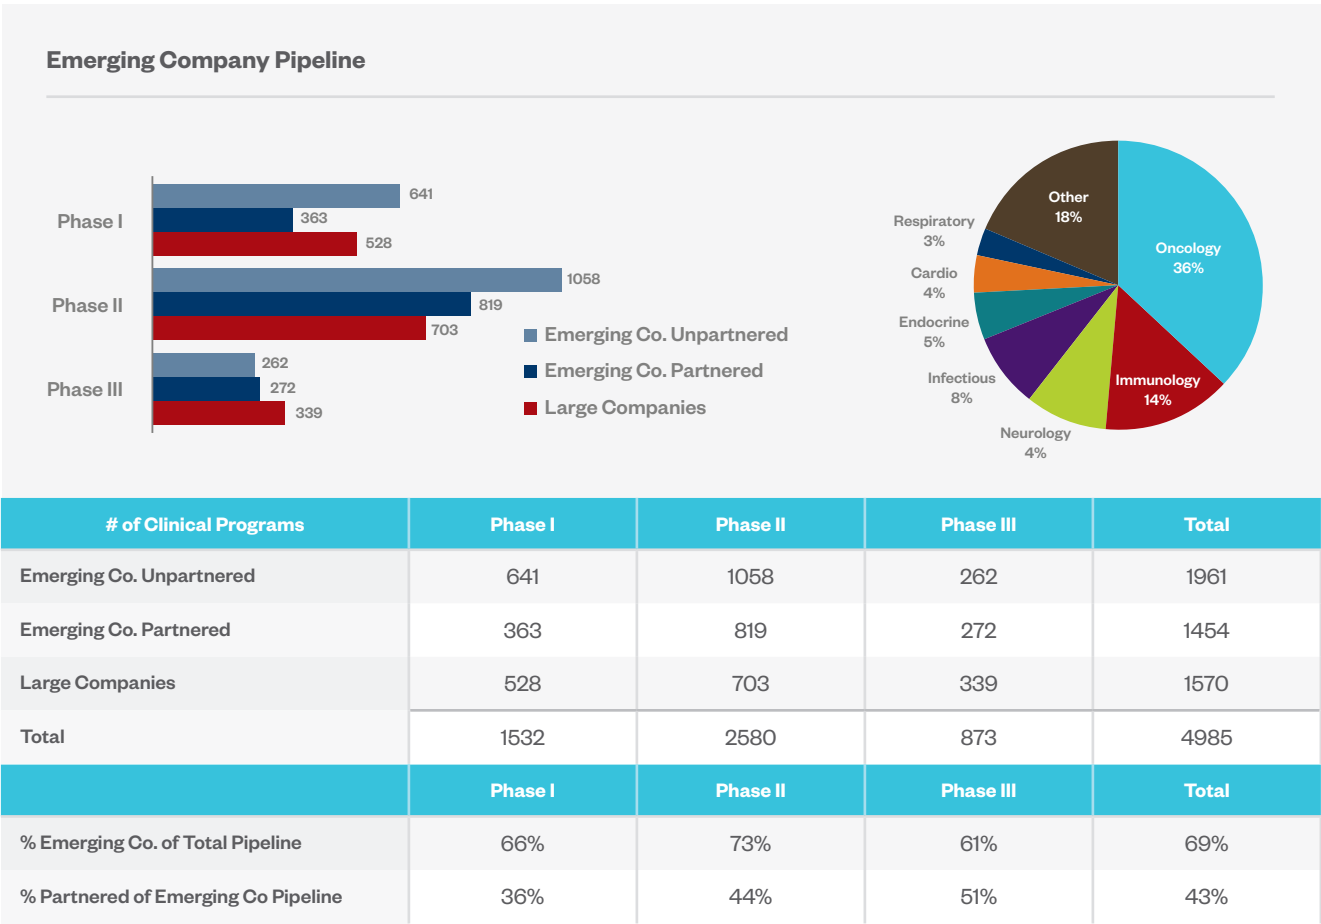 Emerging Company Pipeline
Phase I
641
363
528
Phase II
1058
819
703
Phase III
262
272
339
Emerging Co. Unpartnered
Emerging Co. Partnered
Large Companies
Other
18%
Oncology
36%
Respiratory
3%
Cardio
4%
Endocrine
5%
Infectious
8%
Immunology
14%
Neurology
4%
# of Clinical Programs Phase I Phase II Phase III Total
Emerging Co. Unpartnered 641 1058 262 1961
Emerging Co. Partnered 363 819 272 1454
Large Companies 528 703 339 1570
Total 1532 2580 873 4985
Phase I Phase II Phase III Total
% Emerging Co. of Total Pipeline 66% 73% 61% 69%
% Partnered of Emerging Co Pipeline 36% 44% 51% 43%